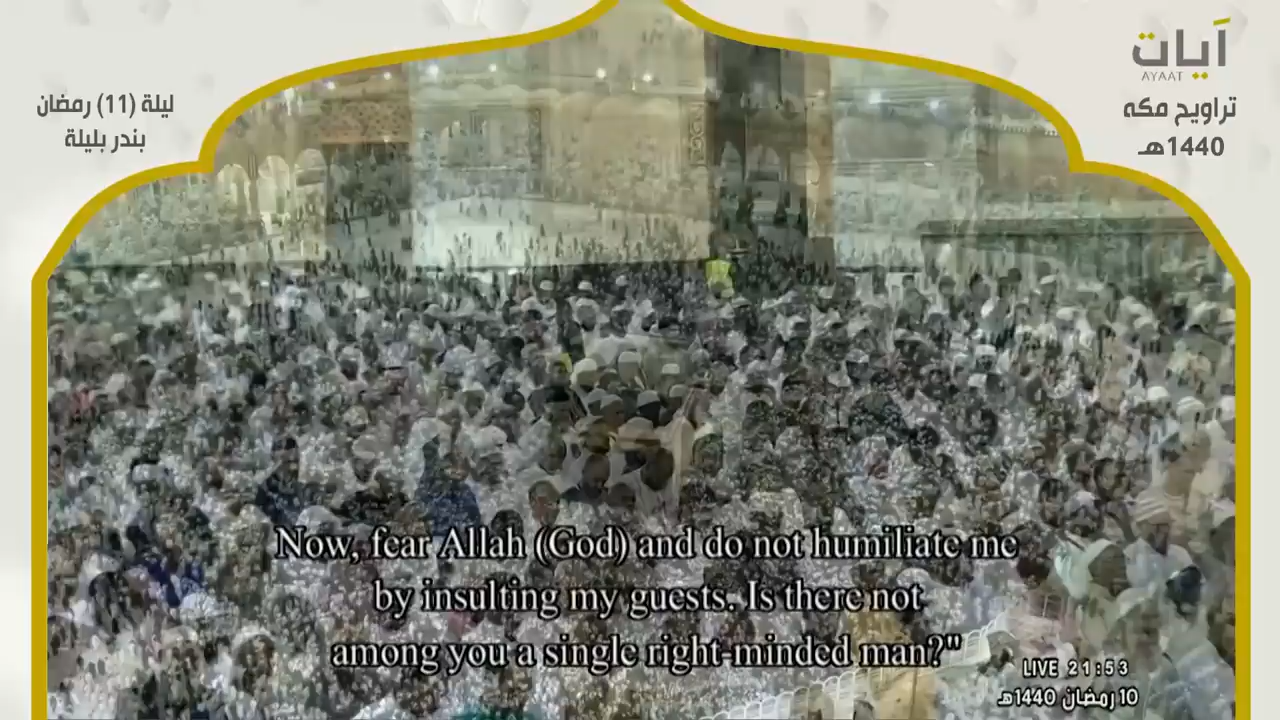 آيات
AYAAT
تراويح مكه
1440هـ
ليلة (11) رمضان
بندر بليلة
Now, fear Allah (God) and do not humiliate me
by insulting my guests. Is there not
among you a single right-minded man?"
LIVE 21:53
10 رمضان 1440هـ